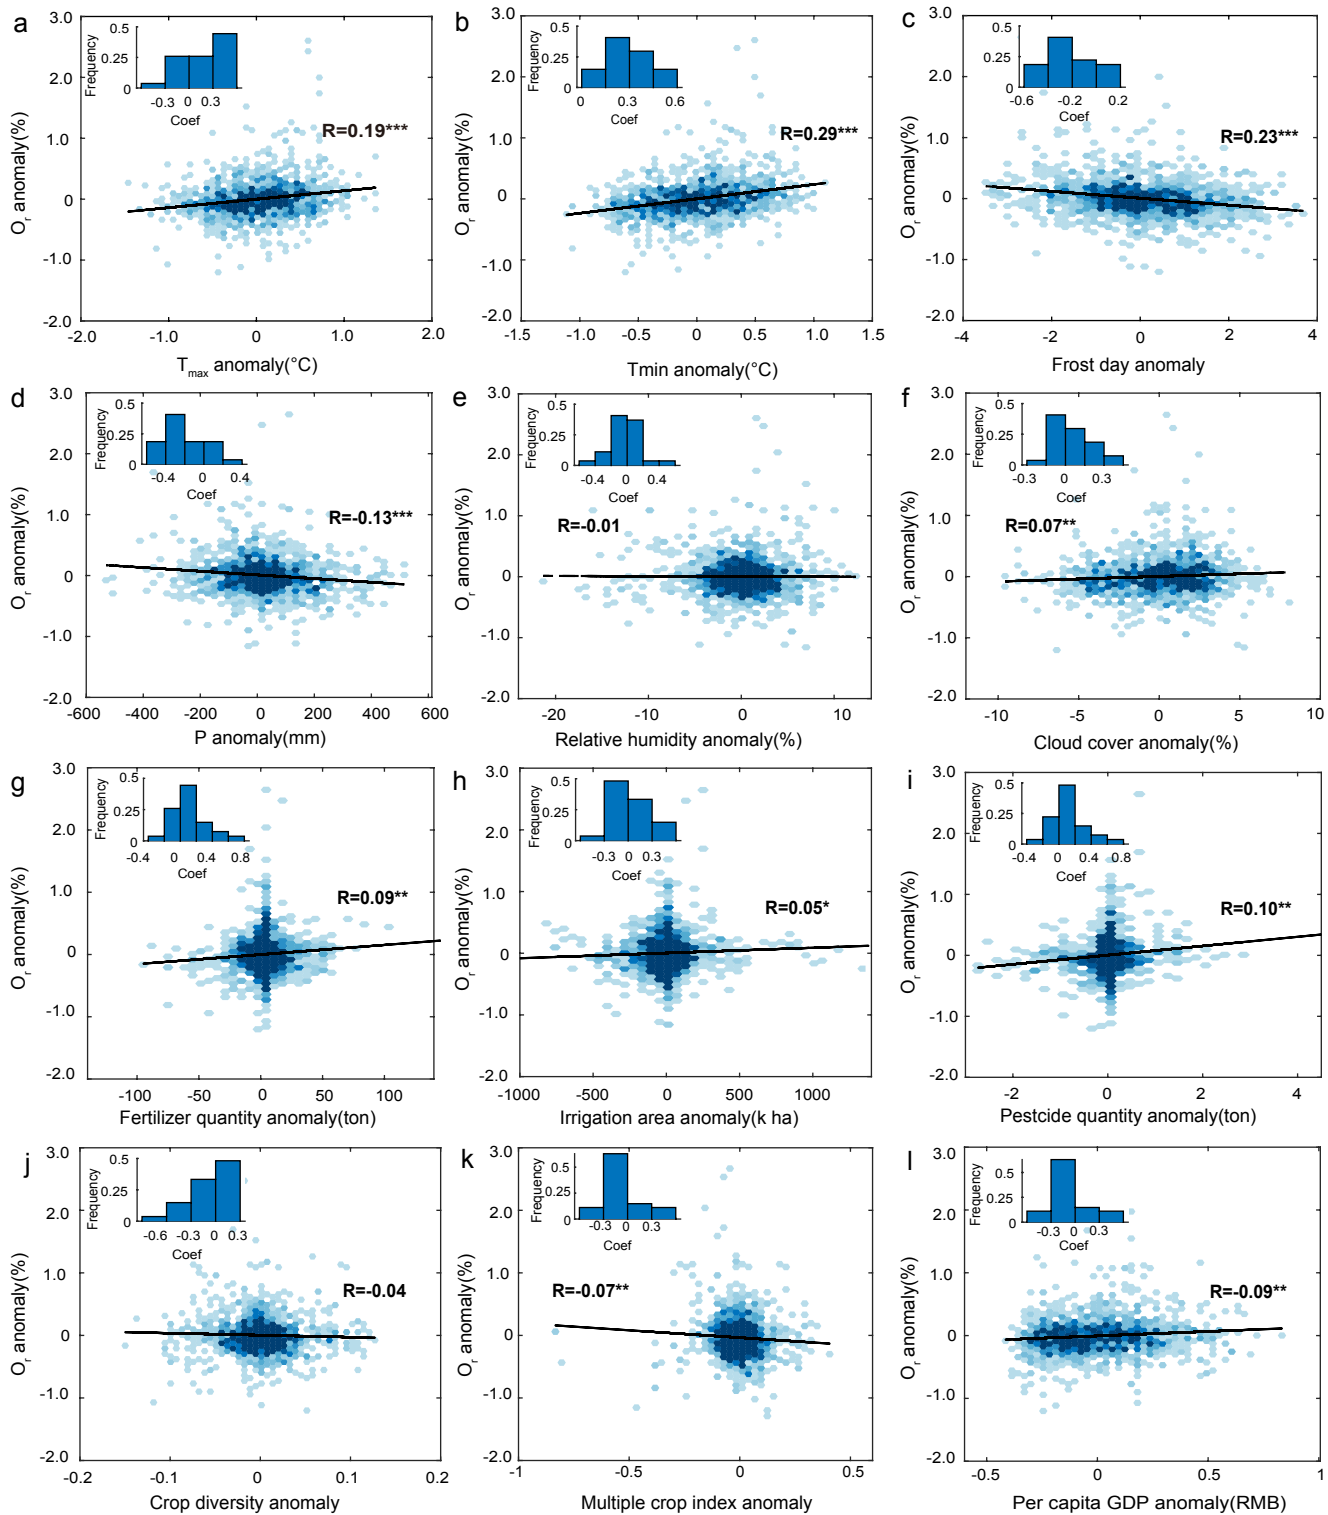 a
3.0
2.0
1.0
0
-1.0
-2.0
O_r anomaly(%)
0.5
0.25
0
Frequency
-0.3 0 0.3
Coef
R=0.19***
-2.0 -1.0 0 1.0 2.0
T_max anomaly(°C)
b
3.0
2.0
1.0
0
-1.0
-2.0
O_r anomaly(%)
0.5
0.25
0
Frequency
0 0.3 0.6
Coef
R=0.29***
-1.5 -1.0 -0.5 0 0.5 1.0 1.5
Tmin anomaly(°C)
c
3.0
2.0
1.0
0
-1.0
-2.0
O_r anomaly(%)
0.5
0.25
0
Frequency
-0.6 -0.2 0.2
Coef
R=0.23***
-4 -2 0 2 4
Frost day anomaly
d
3.0
2.0
1.0
0
-1.0
-2.0
O_r anomaly(%)
0.5
0.25
0
Frequency
-0.4 0 0.4
Coef
R=-0.13***
-600 -400 -200 0 200 400 600
P anomaly(mm)
e
3.0
2.0
1.0
0
-1.0
-2.0
O_r anomaly(%)
0.5
0.25
0
Frequency
-0.4 0 0.4
Coef
R=-0.01
-20 -10 0 10
Relative humidity anomaly(%)
f
3.0
2.0
1.0
0
-1.0
-2.0
O_r anomaly(%)
0.5
0.25
0
Frequency
-0.3 0 0.3
Coef
R=0.07**
-10 -5 0 5 10
Cloud cover anomaly(%)
g
3.0
2.0
1.0
0
-1.0
-2.0
O_r anomaly(%)
0.5
0.25
0
Frequency
-0.4 0 0.4 0.8
Coef
R=0.09**
-100 -50 0 50 100
Fertilizer quantity anomaly(ton)
h
3.0
2.0
1.0
0
-1.0
-2.0
O_r anomaly(%)
0.5
0.25
0
Frequency
-0.3 0 0.3
Coef
R=0.05*
-1000 -500 0 500 1000
Irrigation area anomaly(k ha)
i
3.0
2.0
1.0
0
-1.0
-2.0
O_r anomaly(%)
0.5
0.25
0
Frequency
-0.4 0 0.4 0.8
Coef
R=0.10**
-2 0 2 4
Pestcide quantity anomaly(ton)
j
3.0
2.0
1.0
0
-1.0
-2.0
O_r anomaly(%)
0.5
0.25
0
Frequency
-0.6 -0.3 0 0.3
Coef
R=-0.04
-0.2 -0.1 0 0.1 0.2
Crop diversity anomaly
k
3.0
2.0
1.0
0
-1.0
-2.0
O_r anomaly(%)
0.5
0.25
0
Frequency
-0.3 0 0.3
Coef
R=-0.07**
-1 -0.5 0 0.5
Multiple crop index anomaly
l
3.0
2.0
1.0
0
-1.0
-2.0
O_r anomaly(%)
0.5
0.25
0
Frequency
-0.3 0 0.3
Coef
R=-0.09**
-0.5 0 0.5 1
Per capita GDP anomaly(RMB)